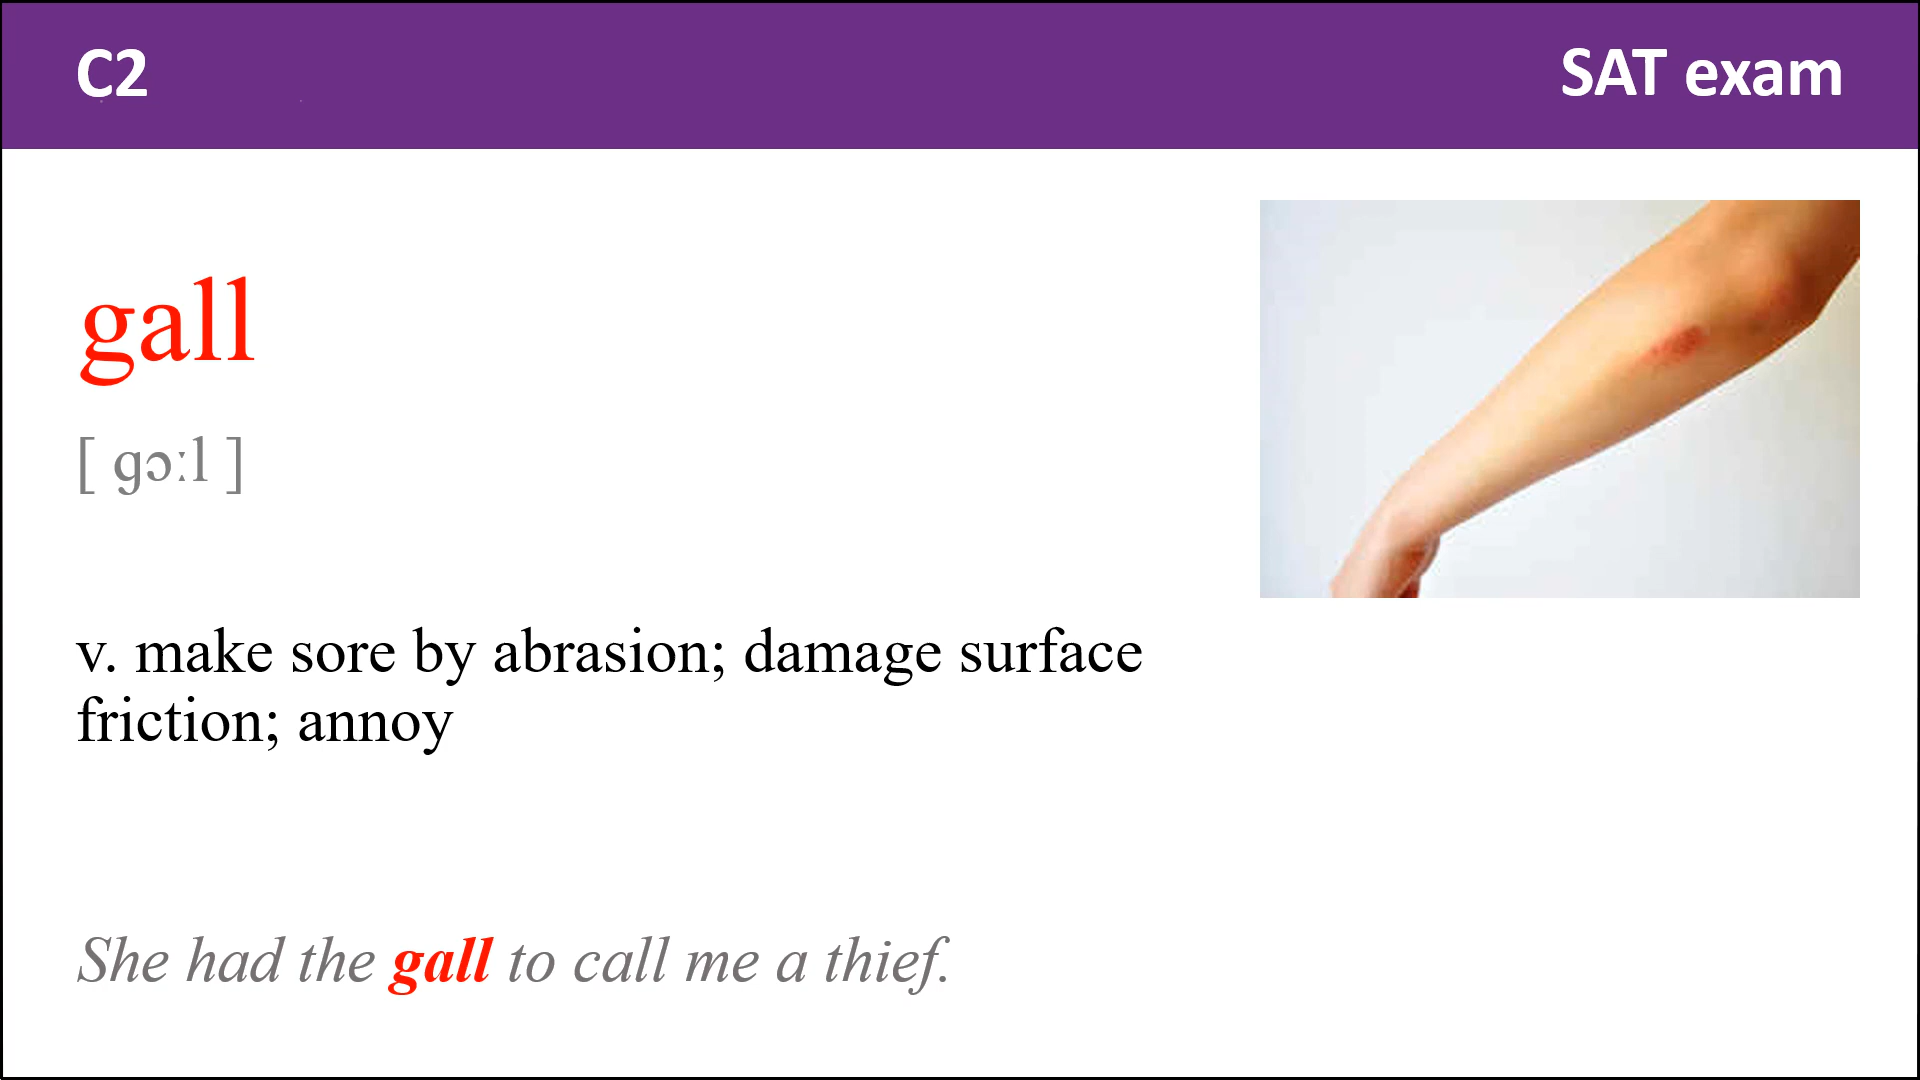 C2
SAT exam
gall
[ ɡɔːl ]
v. make sore by abrasion; damage surface
friction; annoy
She had the gall to call me a thief.